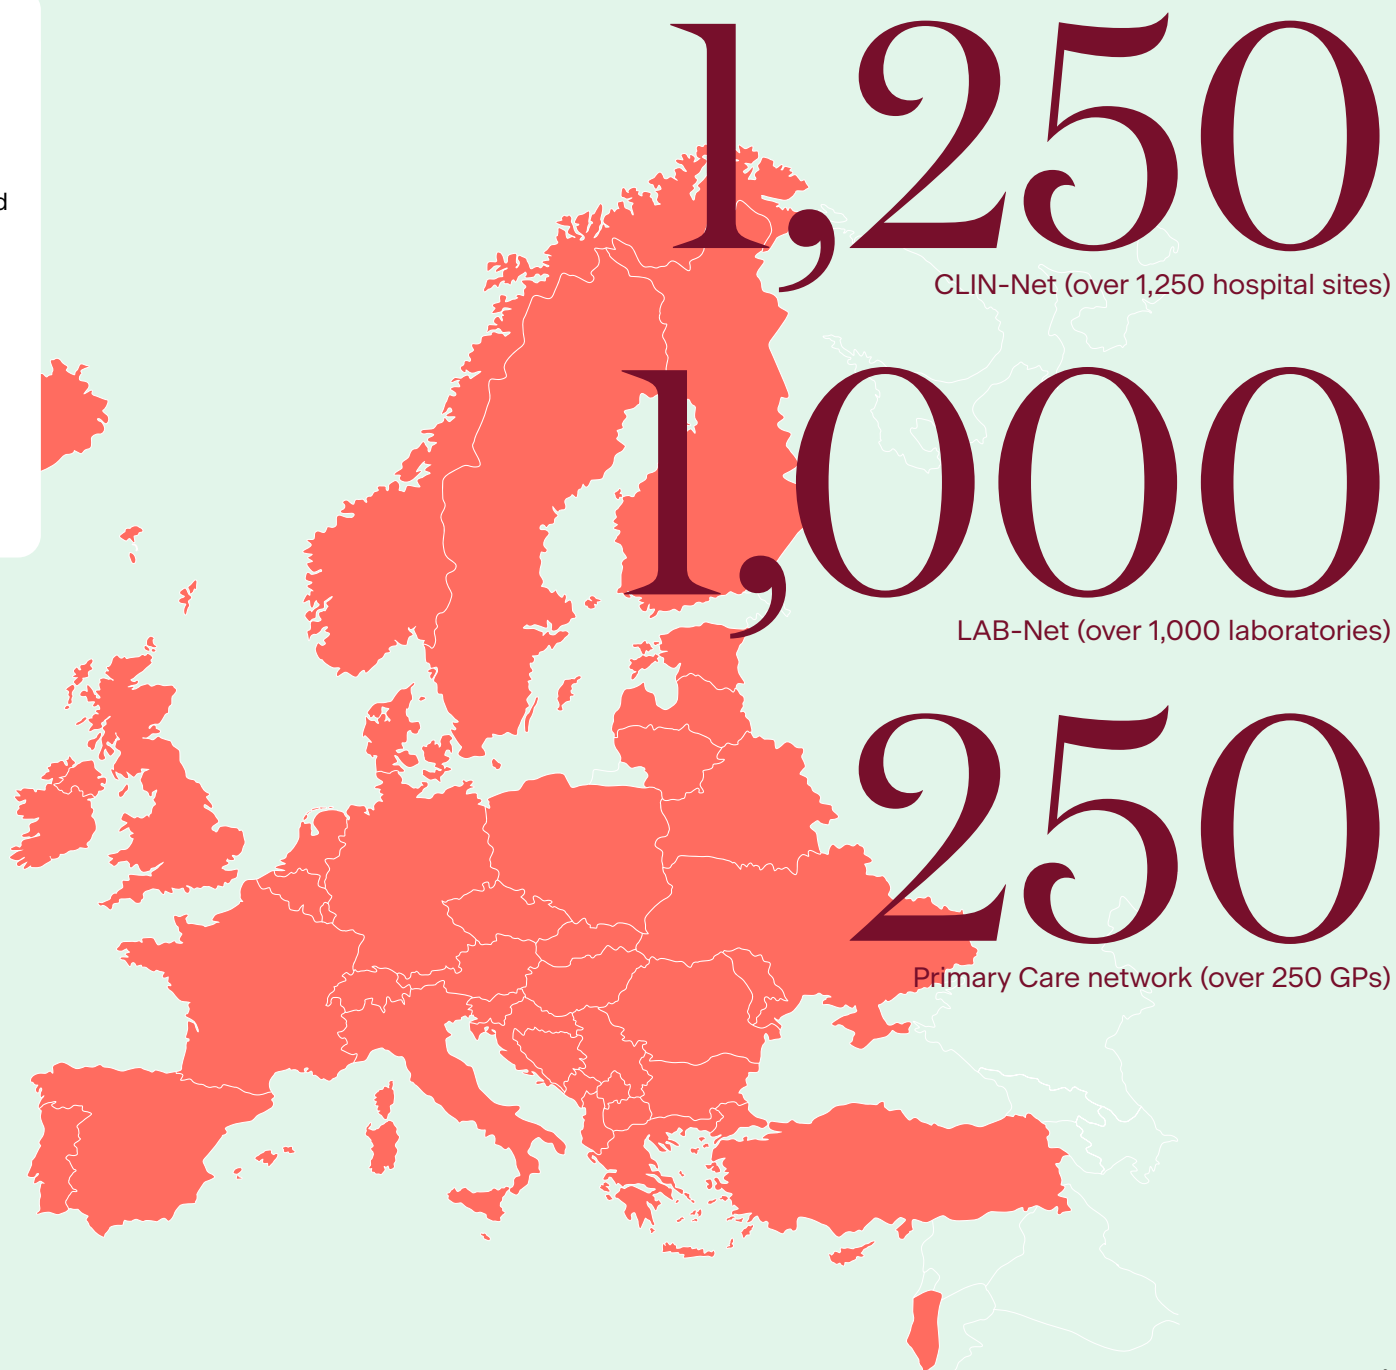 1,250
CLIN-Net (over 1,250 hospital sites)
1,000
LAB-Net (over 1,000 laboratories)
250
Primary Care network (over 250 GPs)